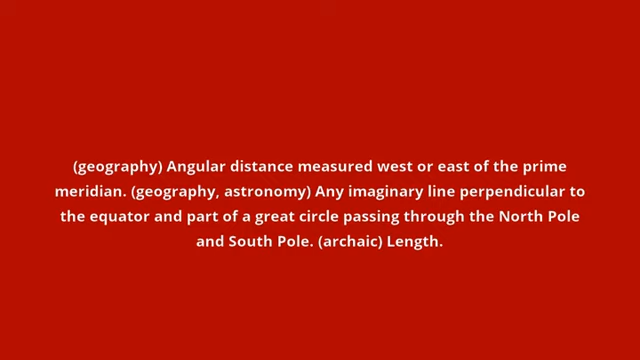 (geography) Angular distance measured west or east of the prime
meridian. (geography, astronomy) Any imaginary line perpendicular to
the equator and part of a great circle passing through the North Pole
and South Pole. (archaic) Length.